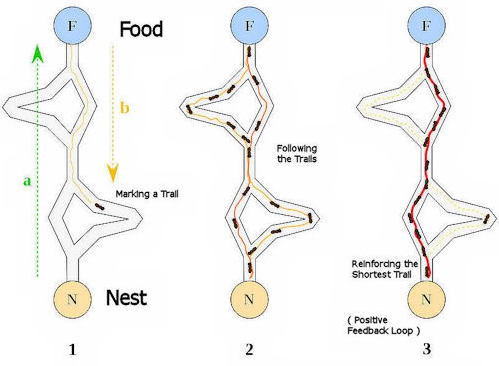 F
Food
F
F
b
a
Marking a Trail
Following
the Trails
Reinforcing the
Shortest Trail
N
Nest
N
N
( Positive
Feedback Loop )
1
2
3